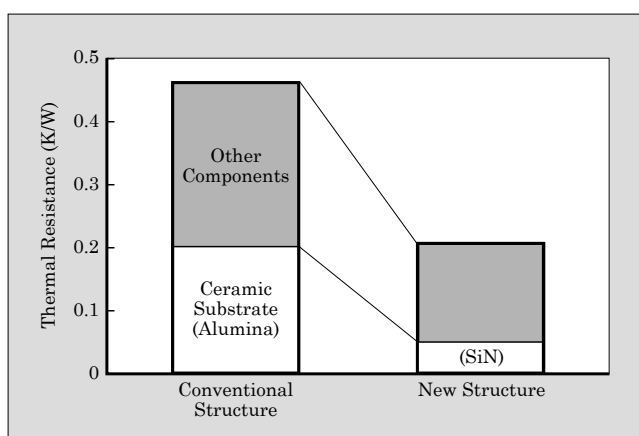 Thermal Resistance (K/W)
0.5
0.4
0.3
0.2
0.1
0
Other
Components
Ceramic
Substrate
(Alumina)
(SiN)
Conventional
Structure
New Structure